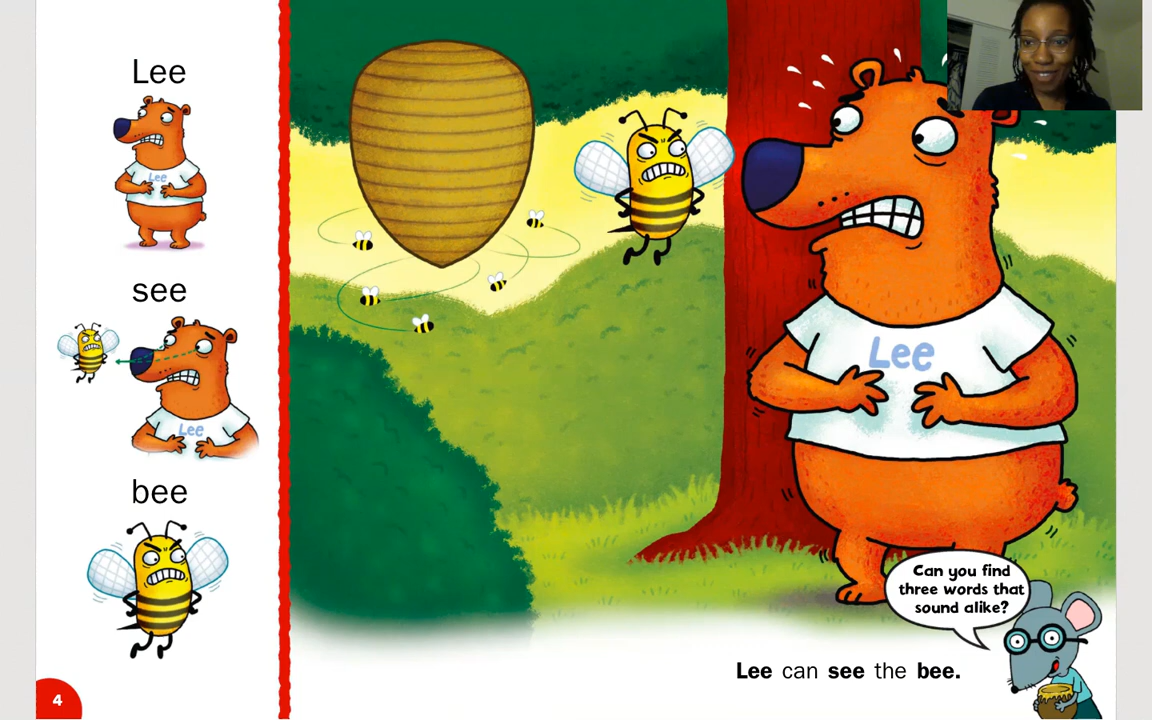 Lee
Lee
see
Lee
bee
4
Lee
Can you find
three words that
sound alike?
Lee can see the bee.